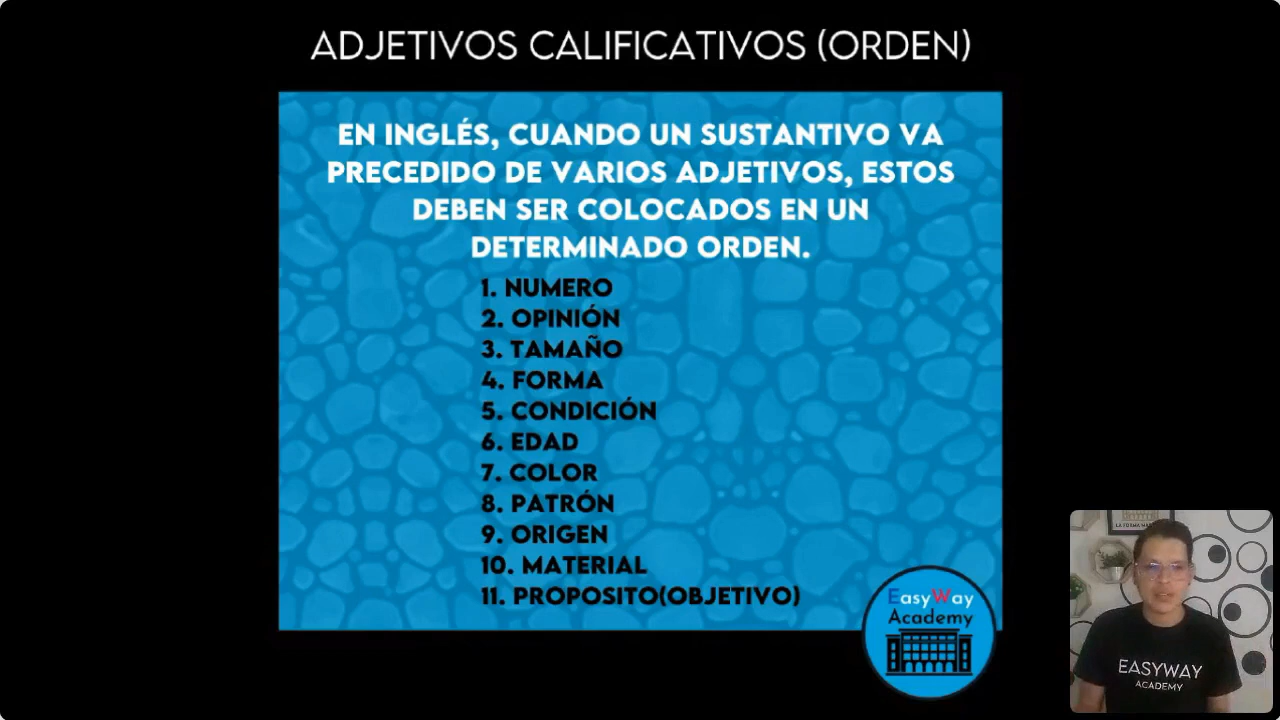 ADJETIVOS CALIFICATIVOS (ORDEN)
EN INGLÉS, CUANDO UN SUSTANTIVO VA
PRECEDIDO DE VARIOS ADJETIVOS, ESTOS
DEBEN SER COLOCADOS EN UN
DETERMINADO ORDEN.
1. NUMERO
2. OPINIÓN
3. TAMAÑO
4. FORMA
5. CONDICIÓN
6. EDAD
7. COLOR
8. PATRÓN
9. ORIGEN
10. MATERIAL
11. PROPOSITO(OBJETIVO)
EasyWay
Academy
EASYWAY
ACADEMY